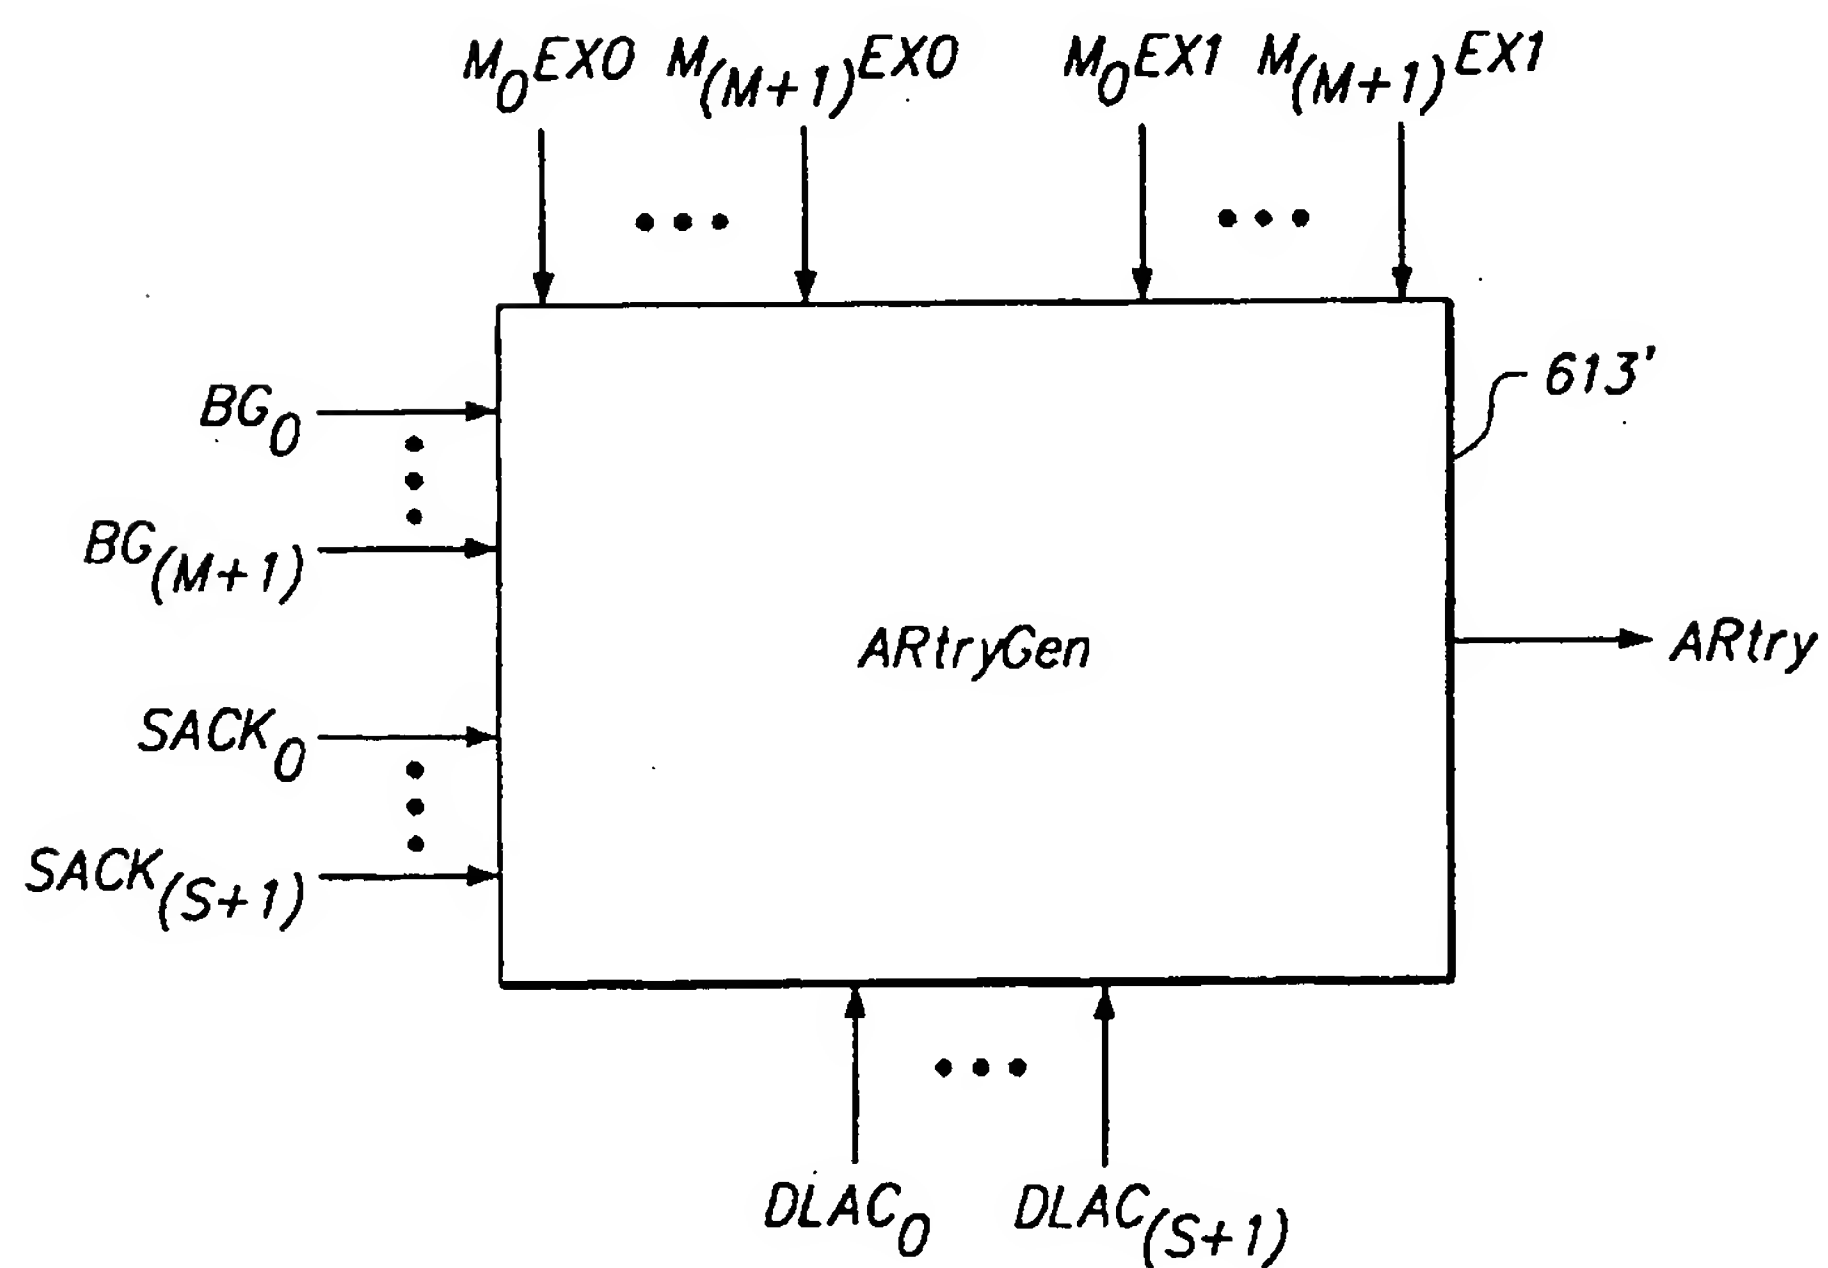 M₀EX0 M₍M+1₎EX0 M₀EX1 M₍M+1₎EX1
613'
BG₀
BG₍M+1₎
ARtryGen
ARtry
SACK₀
SACK₍S+1₎
DLAC₀ DLAC₍S+1₎